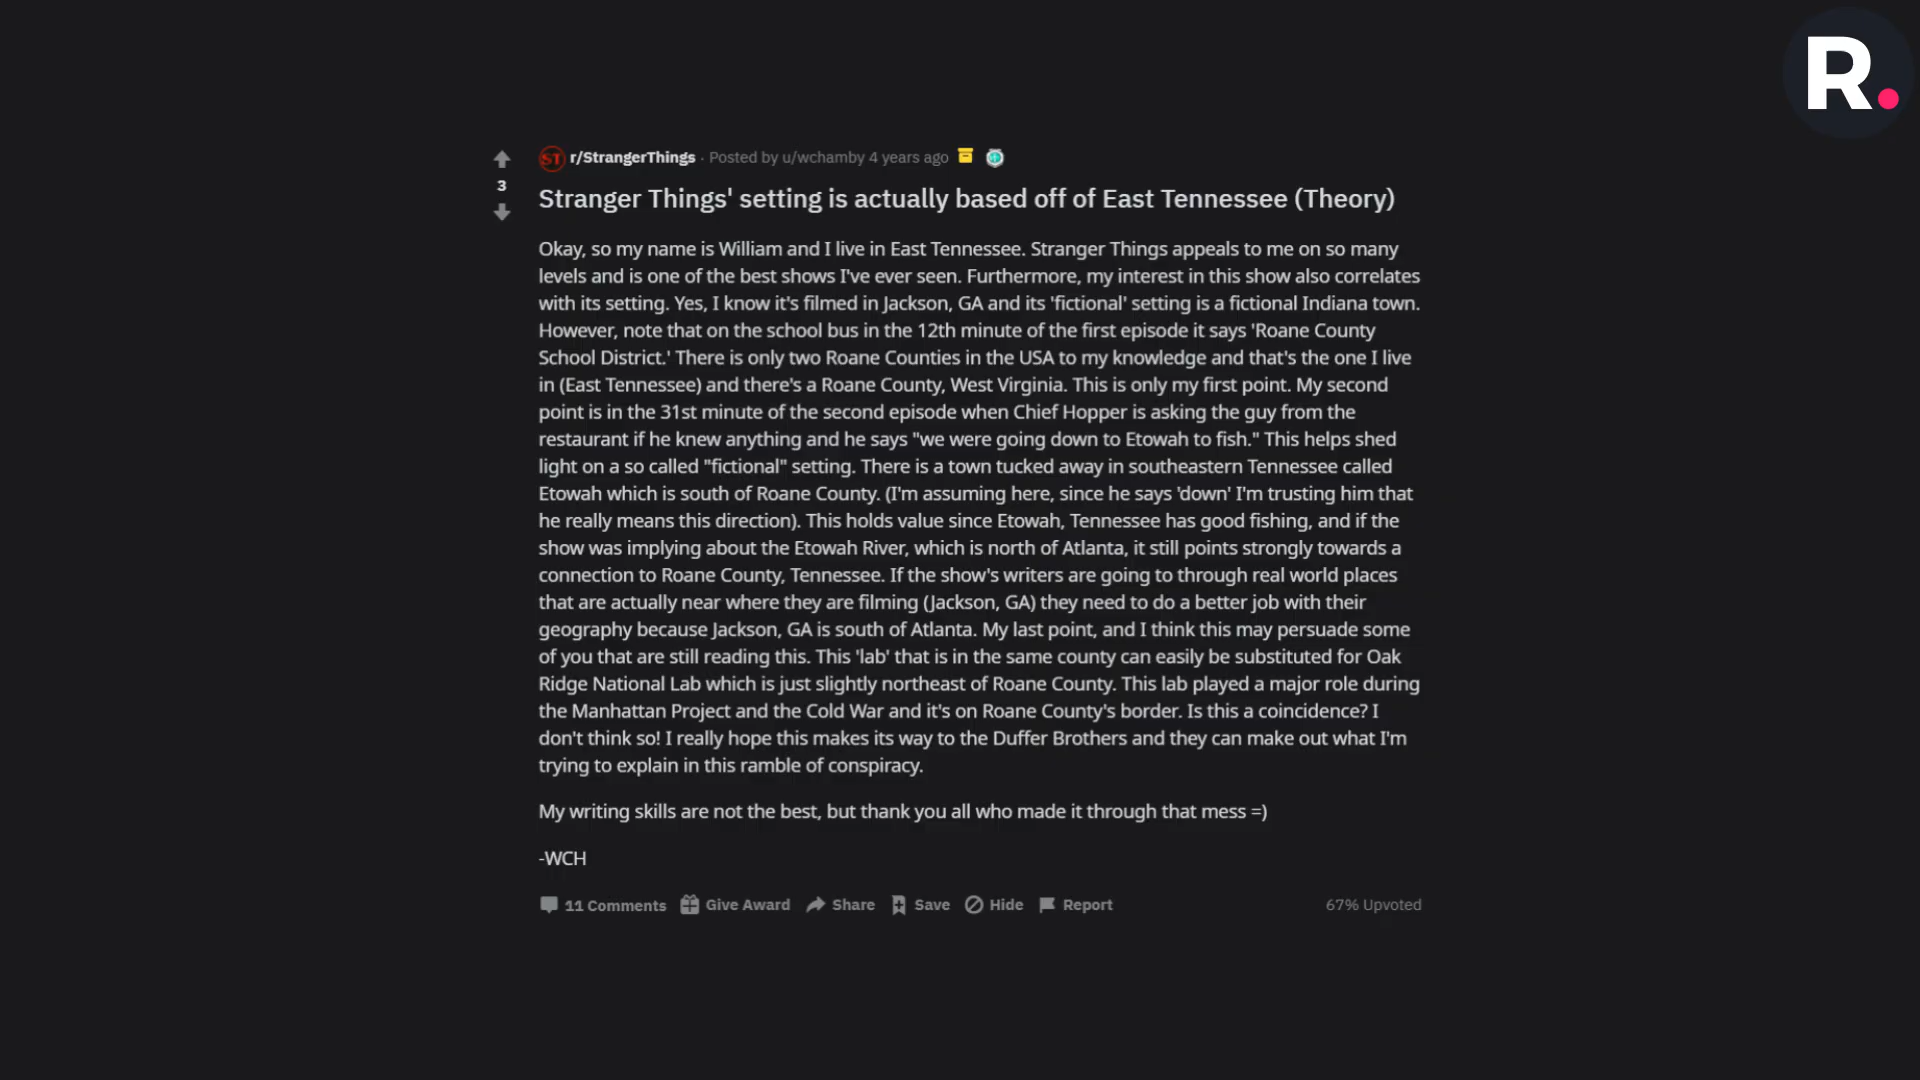 R.
ST r/StrangerThings · Posted by u/wchamby 4 years ago
3
Stranger Things' setting is actually based off of East Tennessee (Theory)
Okay, so my name is William and I live in East Tennessee. Stranger Things appeals to me on so many
levels and is one of the best shows I've ever seen. Furthermore, my interest in this show also correlates
with its setting. Yes, I know it's filmed in Jackson, GA and its 'fictional' setting is a fictional Indiana town.
However, note that on the school bus in the 12th minute of the first episode it says 'Roane County
School District.' There is only two Roane Counties in the USA to my knowledge and that's the one I live
in (East Tennessee) and there's a Roane County, West Virginia. This is only my first point. My second
point is in the 31st minute of the second episode when Chief Hopper is asking the guy from the
restaurant if he knew anything and he says "we were going down to Etowah to fish." This helps shed
light on a so called "fictional" setting. There is a town tucked away in southeastern Tennessee called
Etowah which is south of Roane County. (I'm assuming here, since he says 'down' I'm trusting him that
he really means this direction). This holds value since Etowah, Tennessee has good fishing, and if the
show was implying about the Etowah River, which is north of Atlanta, it still points strongly towards a
connection to Roane County, Tennessee. If the show's writers are going to through real world places
that are actually near where they are filming (Jackson, GA) they need to do a better job with their
geography because Jackson, GA is south of Atlanta. My last point, and I think this may persuade some
of you that are still reading this. This 'lab' that is in the same county can easily be substituted for Oak
Ridge National Lab which is just slightly northeast of Roane County. This lab played a major role during
the Manhattan Project and the Cold War and it's on Roane County's border. Is this a coincidence? I
don't think so! I really hope this makes its way to the Duffer Brothers and they can make out what I'm
trying to explain in this ramble of conspiracy.
My writing skills are not the best, but thank you all who made it through that mess =)
-WCH
11 Comments Give Award Share Save Hide Report 67% Upvoted